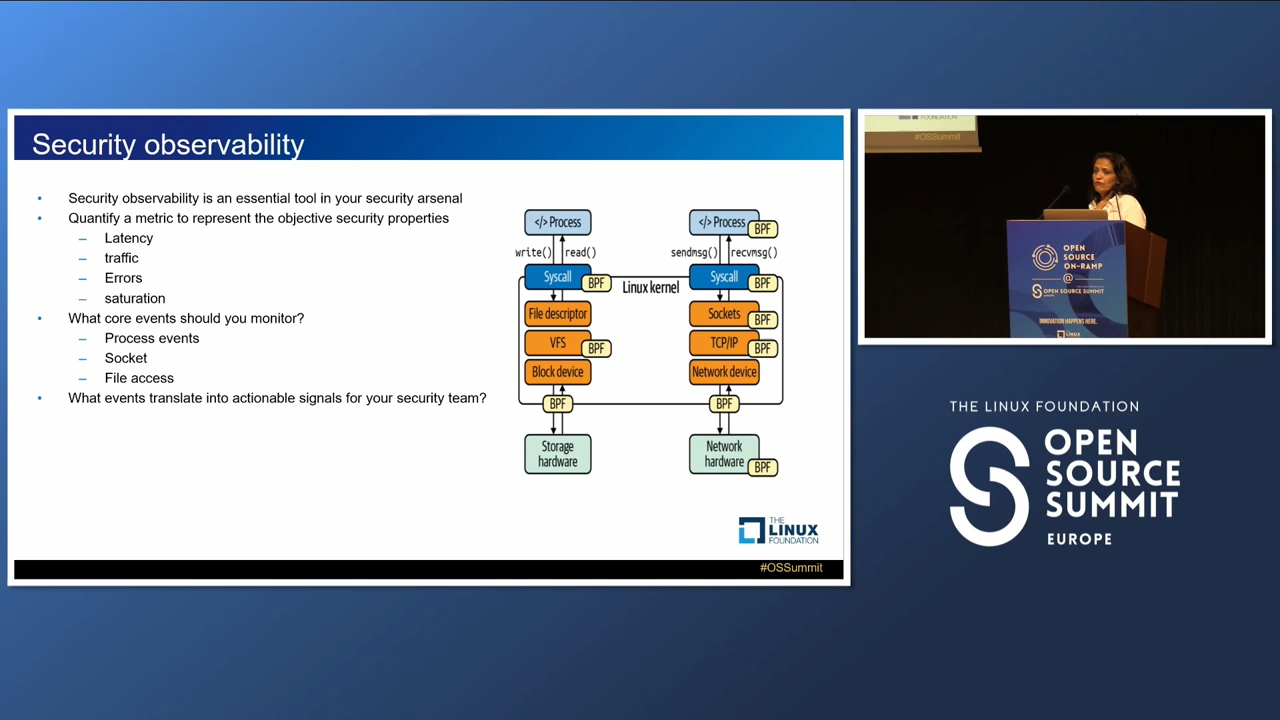 Security observability
• Security observability is an essential tool in your security arsenal
• Quantify a metric to represent the objective security properties
– Latency
– traffic
– Errors
– saturation
• What core events should you monitor?
– Process events
– Socket
– File access
• What events translate into actionable signals for your security team?
</> Process
write() read()
Syscall
BPF
File descriptor
VFS
BPF
Block device
BPF
Storage
hardware
Linux kernel
</> Process
BPF
sendmsg() recvmsg()
Syscall
BPF
Sockets
BPF
TCP/IP
BPF
Network device
BPF
Network
hardware
BPF
THE
LINUX
FOUNDATION
#OSSummit
FOUNDATION
#OSSummit
OPEN
SOURCE
ON-RAMP
@
OPEN SOURCE SUMMIT
EUROPE
INNOVATION HAPPENS HERE.
LINUX
THE LINUX FOUNDATION
OPEN
SOURCE
SUMMIT
EUROPE